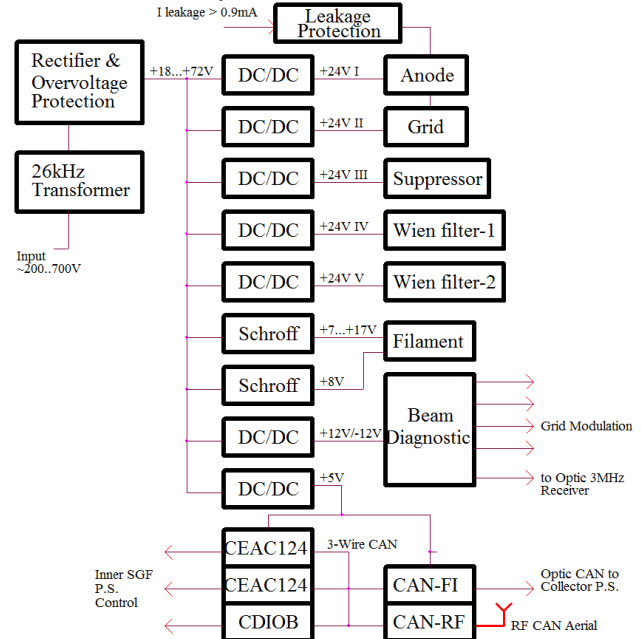 I leakage > 0.9mA
Leakage
Protection
Rectifier &
Overvoltage
Protection
+18...+72V
DC/DC
+24V I
Anode
DC/DC
+24V II
Grid
26kHz
Transformer
DC/DC
+24V III
Suppressor
Input
~200..700V
DC/DC
+24V IV
Wien filter-1
DC/DC
+24V V
Wien filter-2
Schroff
+7...+17V
Filament
Schroff
+8V
DC/DC
+12V/-12V
Beam
Diagnostic
Grid Modulation
DC/DC
+5V
to Optic 3MHz
Receiver
CEAC124
3-Wire CAN
Inner SGF
P.S.
Control
CEAC124
CAN-FI
Optic CAN to
Collector P.S.
CDIOB
CAN-RF
RF CAN Aerial